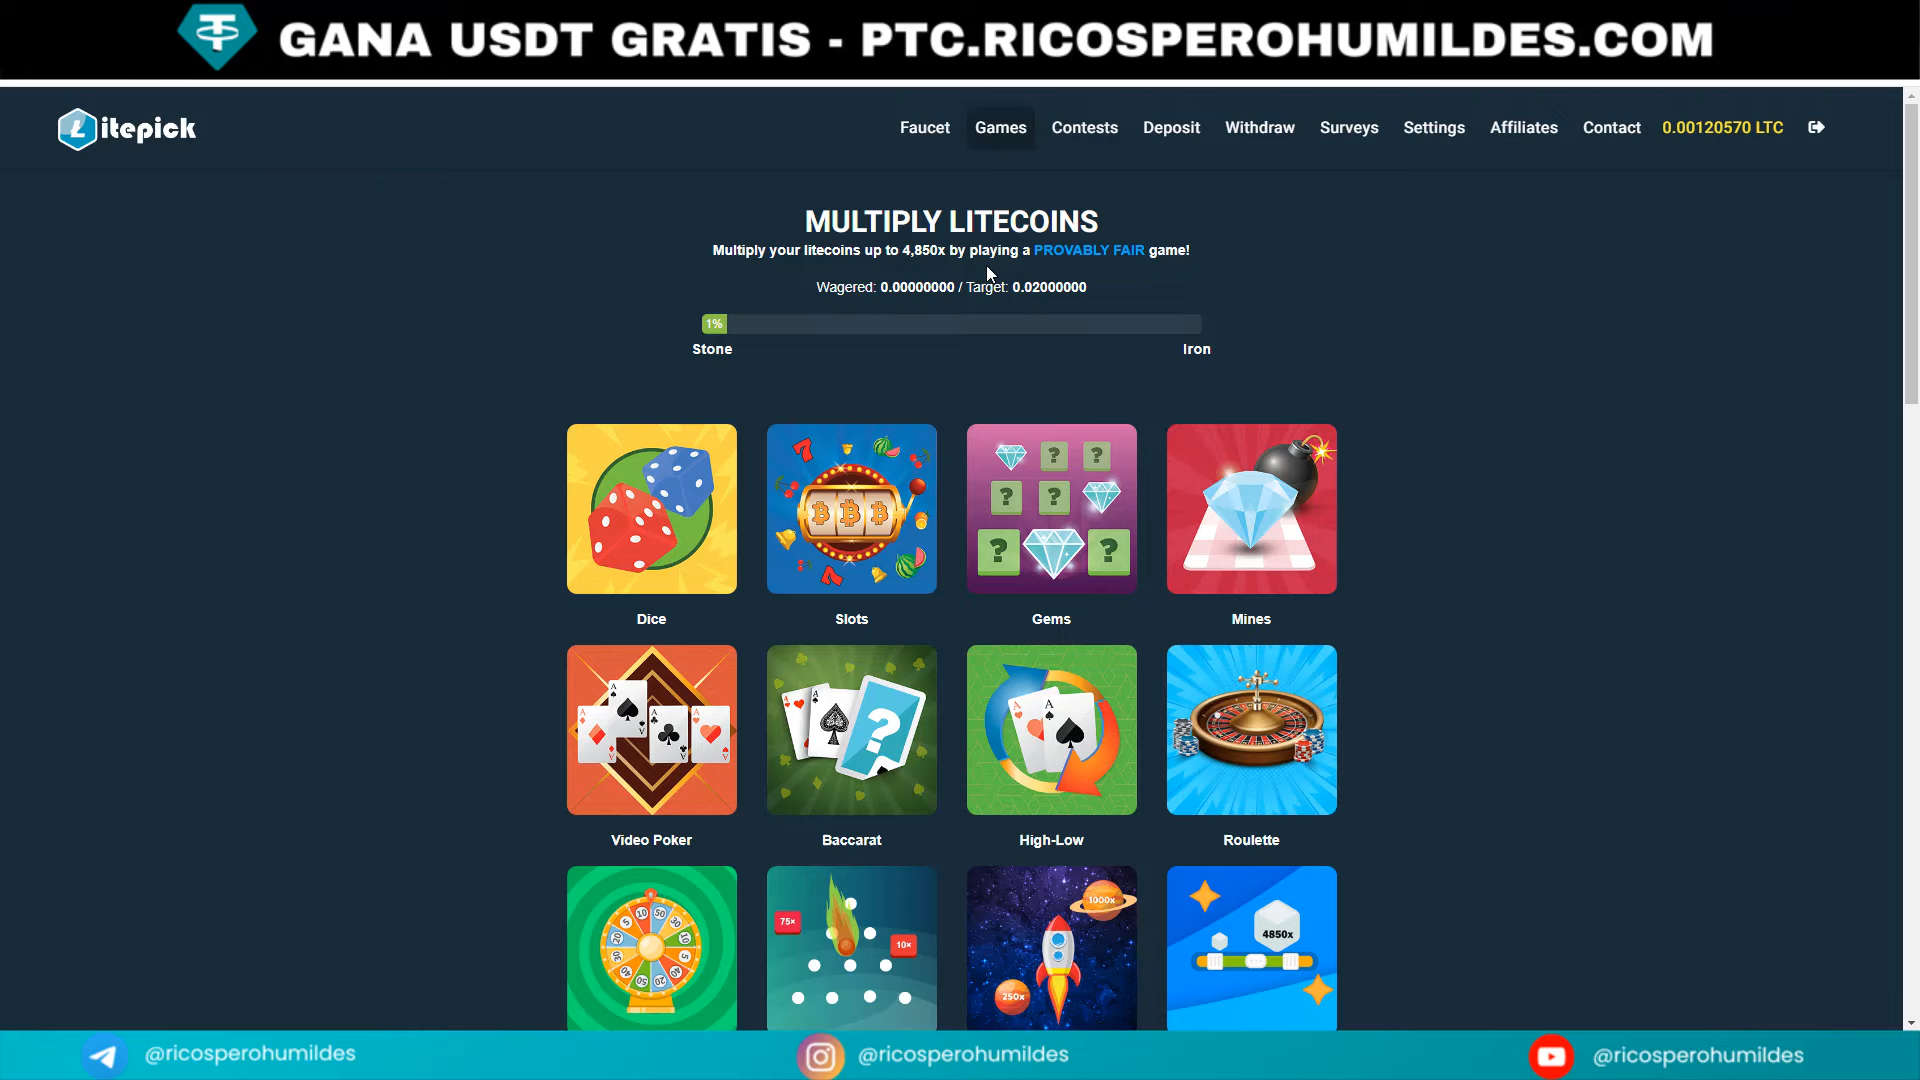 GANA USDT GRATIS - PTC.RICOSPEROHUMILDES.COM
Litepick
Faucet Games Contests Deposit Withdraw Surveys Settings Affiliates Contact 0.00120570 LTC
MULTIPLY LITECOINS
Multiply your litecoins up to 4,850x by playing a PROVABLY FAIR game!
Wagered: 0.00000000 / Target: 0.02000000
1%
Stone Iron
Dice Slots Gems Mines
Video Poker Baccarat High-Low Roulette
75x
10x
1000x
250x
4850x
@ricosperohumildes @ricosperohumildes @ricosperohumildes